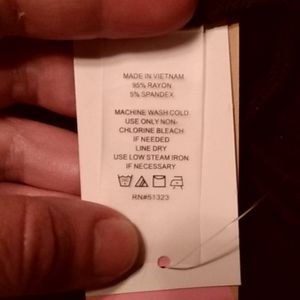 MADE IN VIETNAM
95% RAYON
5% SPANDEX
MACHINE WASH COLD
USE ONLY NON-
CHLORINE BLEACH
IF NEEDED
LINE DRY
USE LOW STEAM IRON
IF NECESSARY
RN#51323